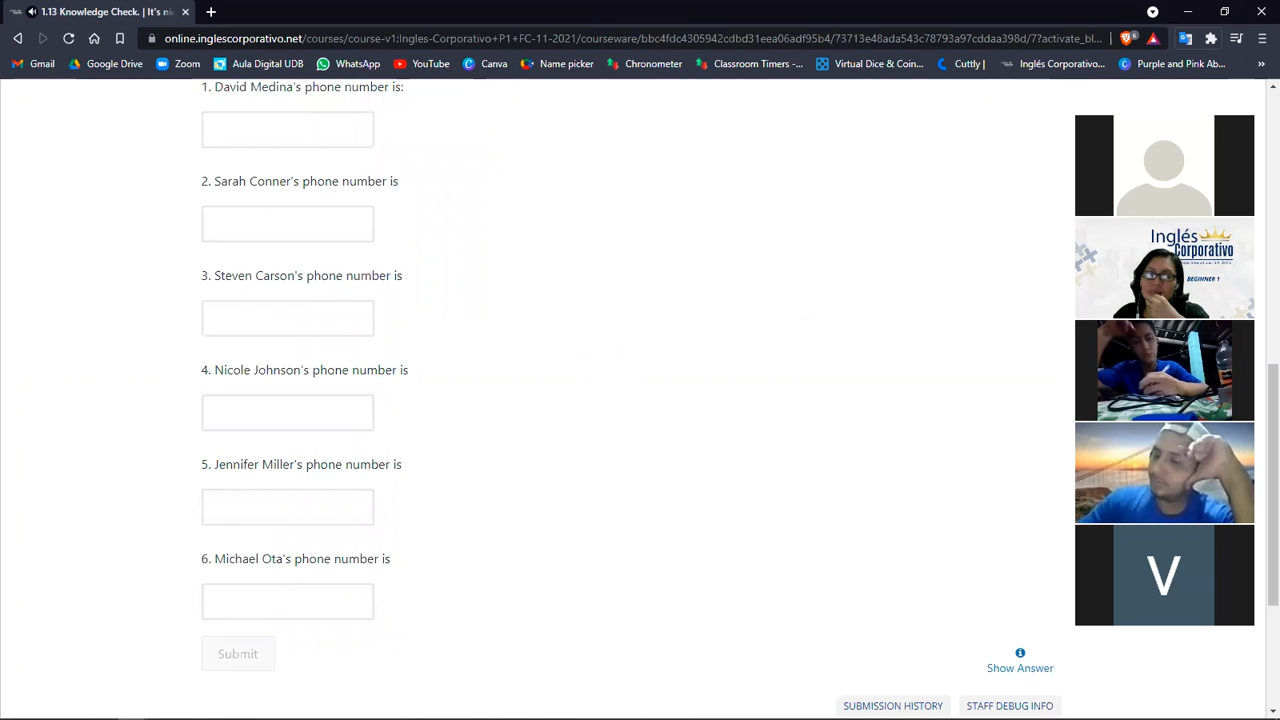 1.13 Knowledge Check. | It's ni
online.inglescorporativo.net/courses/course-v1:Ingles-Corporativo+P1+FC-11-2021/courseware/bbc4fdc4305942cdbd31eea06adf95b4/73713e48ada543c78793a97cddaa398d/7?activate_bl...
6
Gmail
Google Drive
Zoom
Aula Digital UDB
WhatsApp
YouTube
Canva
Name picker
Chronometer
Classroom Timers -...
Virtual Dice & Coin...
Cuttly |
Inglés Corporativo...
Purple and Pink Ab...
1. David Medina's phone number is:
2. Sarah Conner's phone number is
3. Steven Carson's phone number is
4. Nicole Johnson's phone number is
5. Jennifer Miller's phone number is
6. Michael Ota's phone number is
Submit
Show Answer
SUBMISSION HISTORY
STAFF DEBUG INFO
Inglés
Corporativo
BEGINNER 1
V